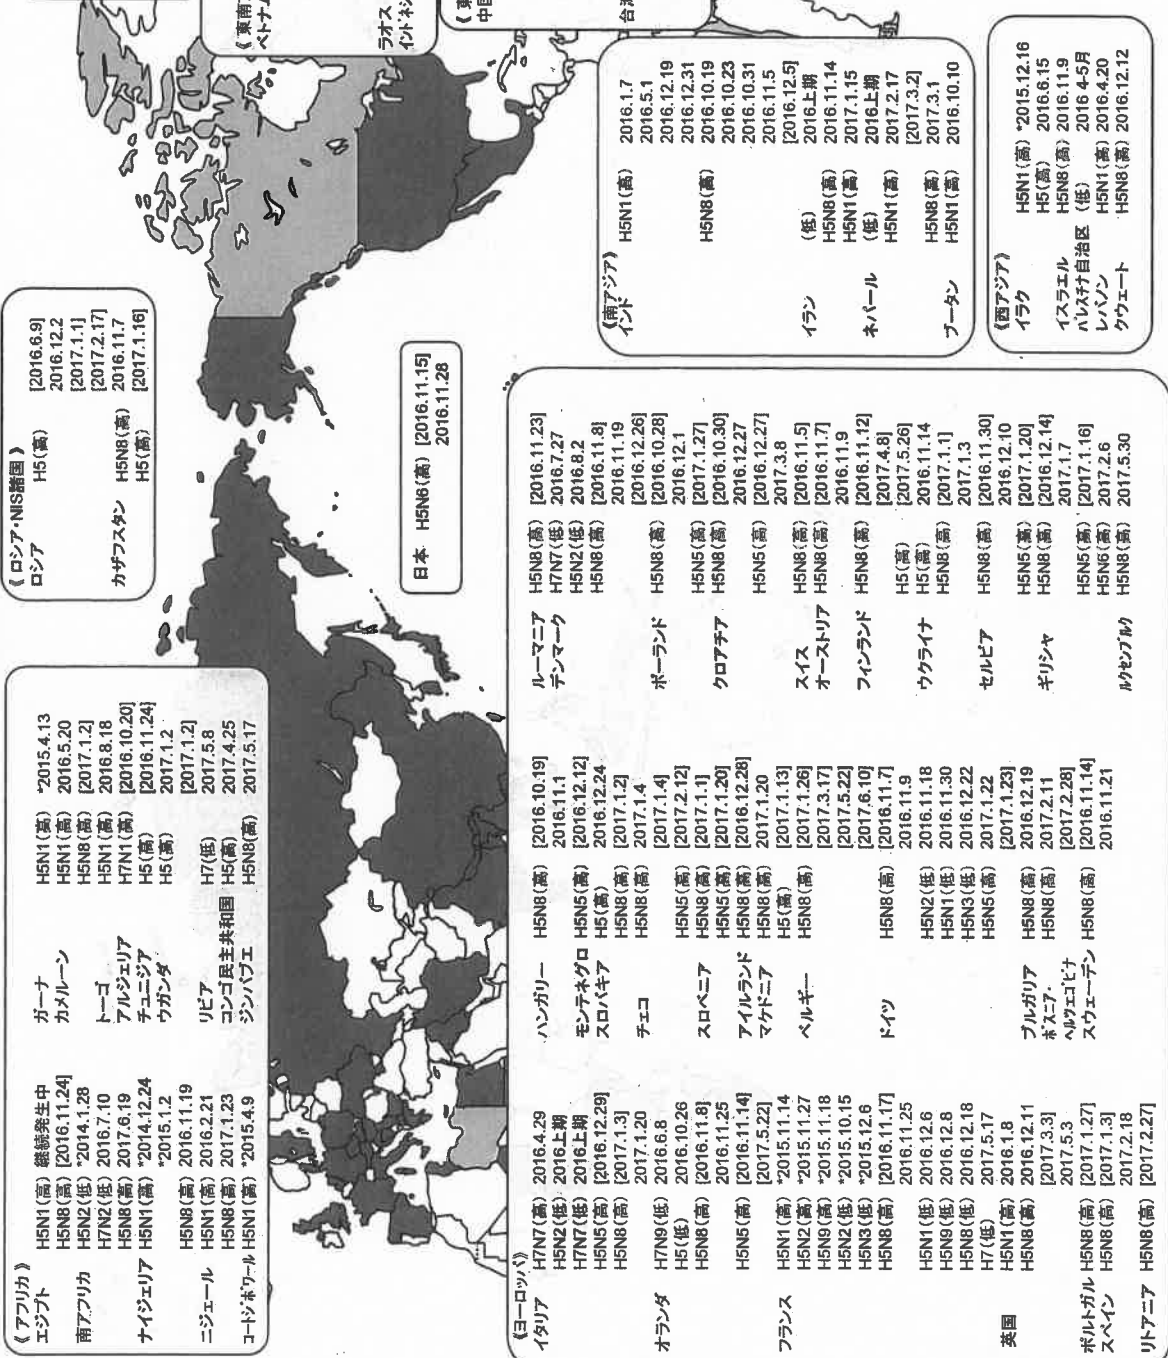 《アフリカ》
エジプト H5N1(高) 継続発生中
H5N8(高) [2016.11.24]
南アフリカ H5N2(低) *2014.1.28
H7N2(低) 2016.7.10
H5N8(高) 2017.6.19
ナイジェリア H5N1(高) *2014.12.24
*2015.1.2
H5N8(高) 2016.11.19
ニジェール H5N1(高) 2016.2.21
H5N8(高) 2017.1.23
コートジボワール H5N1(高) *2015.4.9
ガーナ H5N1(高) *2015.4.13
カメルーン H5N1(高) 2016.5.20
H5N8(高) [2017.1.2]
トーゴ H5N1(高) 2016.8.18
アルジェリア H7N1(高) [2016.10.20]
チュニジア H5(高) [2016.11.24]
ウガンダ H5(高) 2017.1.2
[2017.1.2]
リビア H7(低) 2017.5.8
コンゴ民主共和国 H5(高) 2017.4.25
ジンバブエ H5N8(高) 2017.5.17
《ロシア・NIS諸国》
ロシア H5(高) [2016.6.9]
2016.12.2
[2017.1.1]
[2017.2.17]
カザフスタン H5N8(高) 2016.11.7
H5(高) [2017.1.16]
日本 H5N6(高) [2016.11.15]
2016.11.28
《東南
ベトナム
ラオス
インドネシ
《東
中国
台湾
《南アジア》
インド H5N1(高) 2016.1.7
2016.5.1
2016.12.19
2016.12.31
H5N8(高) 2016.10.19
2016.10.23
2016.10.31
2016.11.5
[2016.12.5]
イラン (低) 2016上期
H5N8(高) 2016.11.14
H5N1(高) 2017.1.15
ネパール (低) 2016上期
H5N1(高) 2017.2.17
[2017.3.2]
H5N8(高) 2017.3.1
ブータン H5N1(高) 2016.10.10
《西アジア》
イラク H5N1(高) *2015.12.16
H5(高) 2016.6.15
イスラエル H5N8(高) 2016.11.9
パレスチナ自治区 (低) 2016 4-5月
レバノン H5N1(高) 2016.4.20
クウェート H5N8(高) 2016.12.12
《ヨーロッパ》
イタリア H7N7(高) 2016.4.29
H5N2(低) 2016上期
H7N7(低) 2016上期
H5N5(高) [2016.12.29]
H5N8(高) [2017.1.3]
2017.1.20
オランダ H7N9(低) 2016.6.8
H5(低) 2016.10.26
H5N8(高) [2016.11.8]
2016.11.25
H5N5(高) [2016.11.14]
[2017.5.22]
フランス H5N1(高) *2015.11.14
H5N2(高) *2015.11.27
H5N9(高) *2015.11.18
H5N2(低) *2015.10.15
H5N3(低) *2015.12.6
H5N8(高) [2016.11.17]
2016.11.25
H5N1(低) 2016.12.6
H5N2(低) 2016.12.8
H5N8(低) 2016.12.18
H7(低) 2017.5.17
英国 H5N1(高) 2016.1.8
H5N8(高) 2016.12.11
[2017.3.3]
2017.5.3
ポルトガル H5N8(高) [2017.1.27]
スペイン H5N8(高) [2017.1.3]
2017.2.18
リトアニア H5N8(高) [2017.2.27]
ハンガリー H5N8(高) [2016.10.19]
2016.11.1
モンテネグロ H5N5(高) [2016.12.12]
スロバキア H5(高) 2016.12.24
H5N8(高) [2017.1.2]
チェコ H5N8(高) 2017.1.4
[2017.1.4]
H5N5(高) [2017.2.12]
スロベニア H5N8(高) [2017.1.1]
H5N5(高) [2017.1.20]
アイルランド H5N8(高) [2016.12.28]
マケドニア H5N8(高) 2017.1.20
H5(高) [2017.1.13]
ベルギー H5N8(高) [2017.1.26]
[2017.3.17]
[2017.5.22]
[2017.6.10]
ドイツ H5N8(高) [2016.11.7]
2016.11.9
H5N2(低) 2016.11.18
H5N1(低) 2016.11.30
H5N3(低) 2016.12.22
H5N5(高) 2017.1.22
[2017.1.23]
ブルガリア H5N8(高) 2016.12.19
ボスニア・ H5N8(高) 2017.2.11
ヘルツェゴビナ [2017.2.28]
スウェーデン H5N8(高) [2016.11.14]
2016.11.21
ルーマニア H5N8(高) [2016.11.23]
デンマーク H7N7(低) 2016.7.27
H5N2(低) 2016.8.2
H5N8(高) [2016.11.8]
2016.11.19
[2016.12.26]
ポーランド H5N8(高) [2016.10.28]
2016.12.1
H5N5(高) [2017.1.27]
クロアチア H5N8(高) [2016.10.30]
2016.12.27
H5N5(高) [2016.12.27]
2017.3.8
スイス H5N8(高) [2016.11.5]
オーストリア H5N8(高) [2016.11.7]
2016.11.9
フィンランド H5N8(高) [2016.11.12]
[2017.4.8]
H5(高) [2017.5.26]
ウクライナ H5(高) 2016.11.14
H5N8(高) [2017.1.1]
2017.1.3
セルビア H5N8(高) [2016.11.30]
2016.12.10
H5N5(高) [2017.1.20]
ギリシャ H5N8(高) [2016.12.14]
2017.1.7
H5N5(高) [2017.1.16]
H5N6(高) 2017.2.6
ルクセンブルク H5N8(高) 2017.5.30